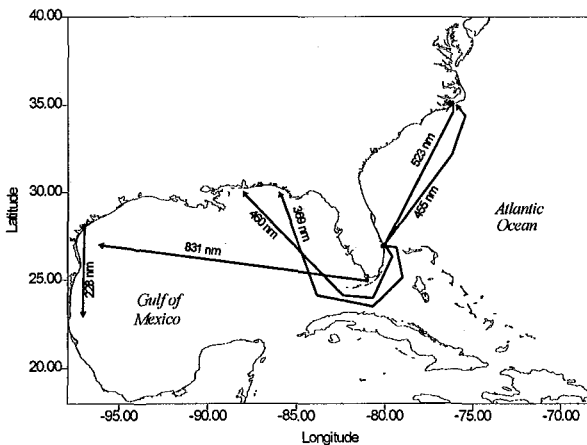 40.00
35.00
30.00
25.00
20.00
Latitude
523 nm
455 nm
Atlantic
Ocean
460 nm
369 nm
831 nm
228 nm
Gulf of
Mexico
-95.00
-90.00
-85.00
-80.00
-75.00
-70.00
Longitude